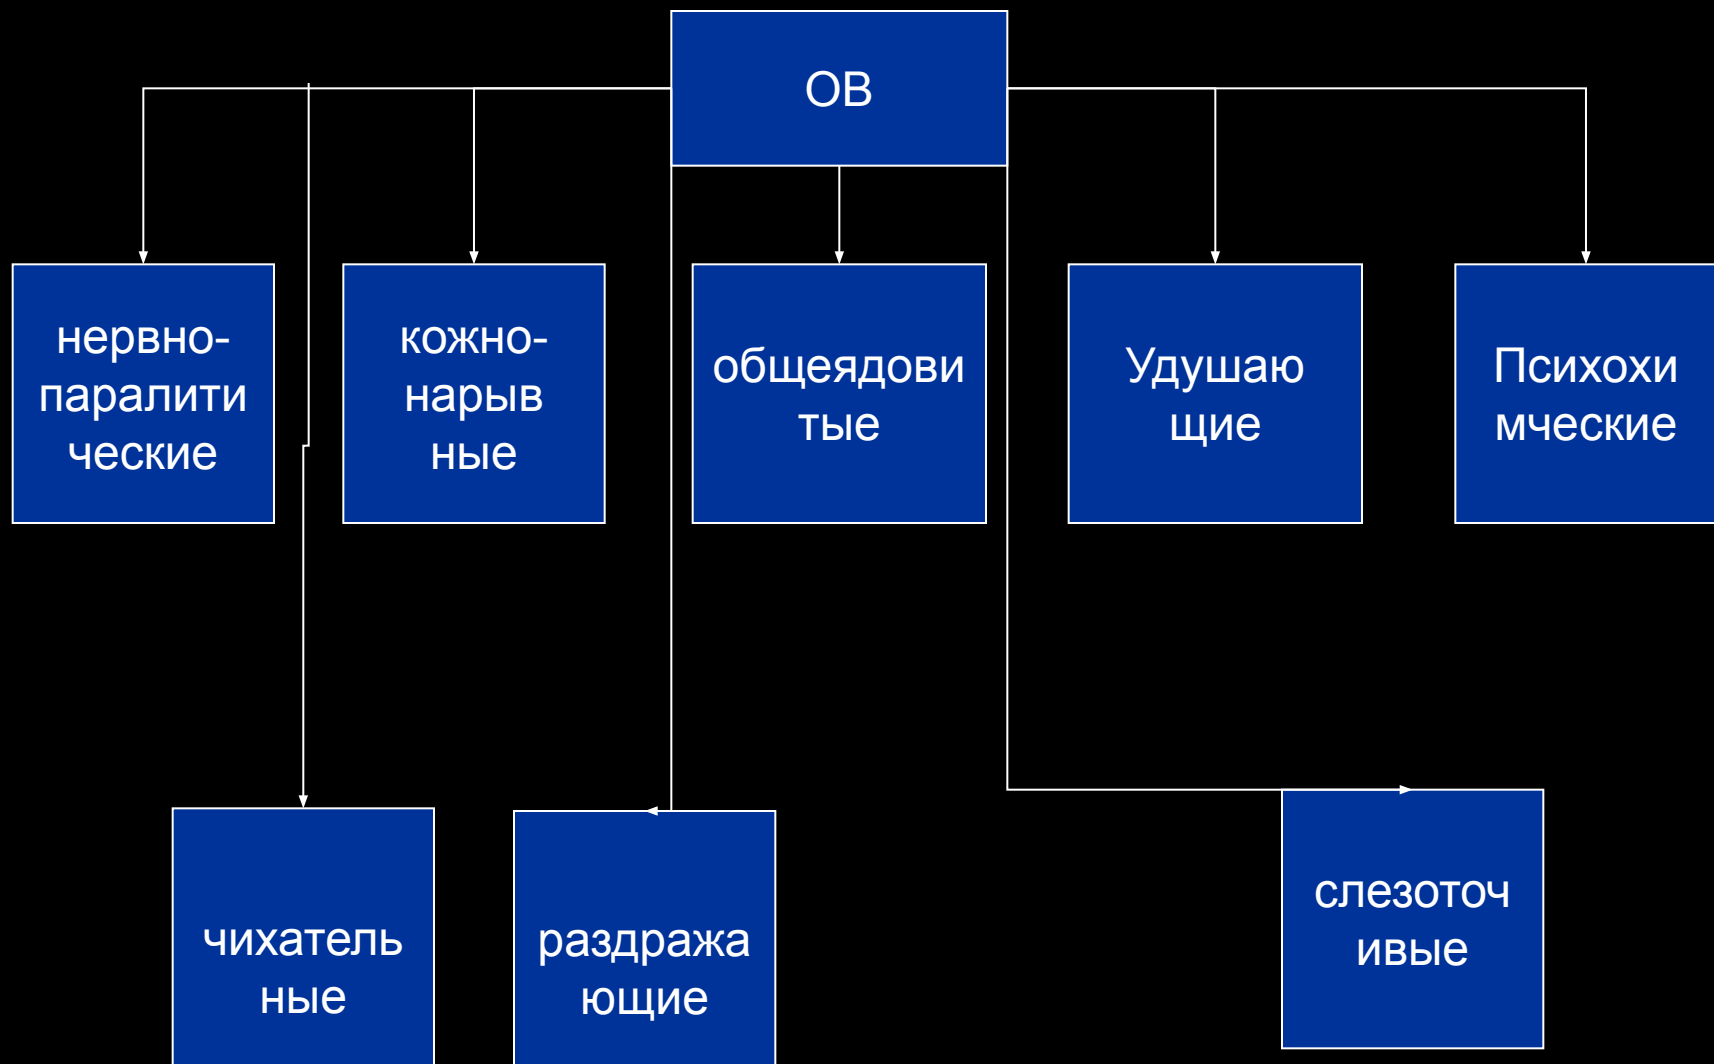 ОВ
нервно-
паралити
ческие
кожно-
нарыв
ные
общеядови
тые
Удушаю
щие
Психохи
мческие
чихатель
ные
раздража
ющие
слезоточ
ивые